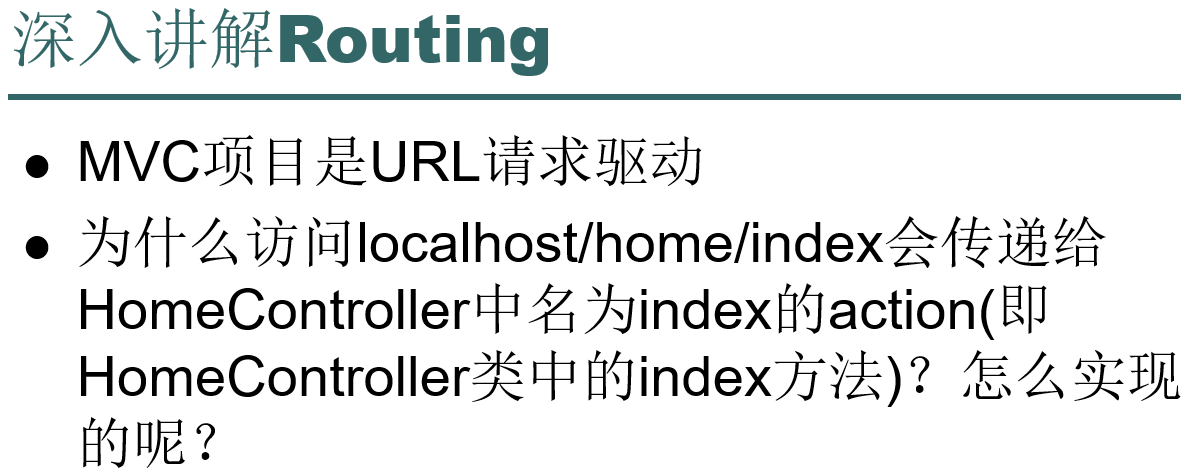 深入讲解Routing
● MVC项目是URL请求驱动
● 为什么访问localhost/home/index会传递给
HomeController中名为index的action(即
HomeController类中的index方法)？怎么实现
的呢？